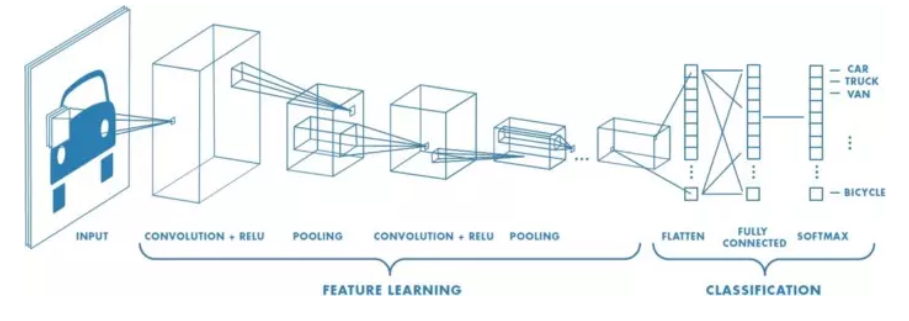 CAR
TRUCK
VAN
BICYCLE
INPUT
CONVOLUTION + RELU
POOLING
CONVOLUTION + RELU
POOLING
FLATTEN
FULLY
CONNECTED
SOFTMAX
FEATURE LEARNING
CLASSIFICATION